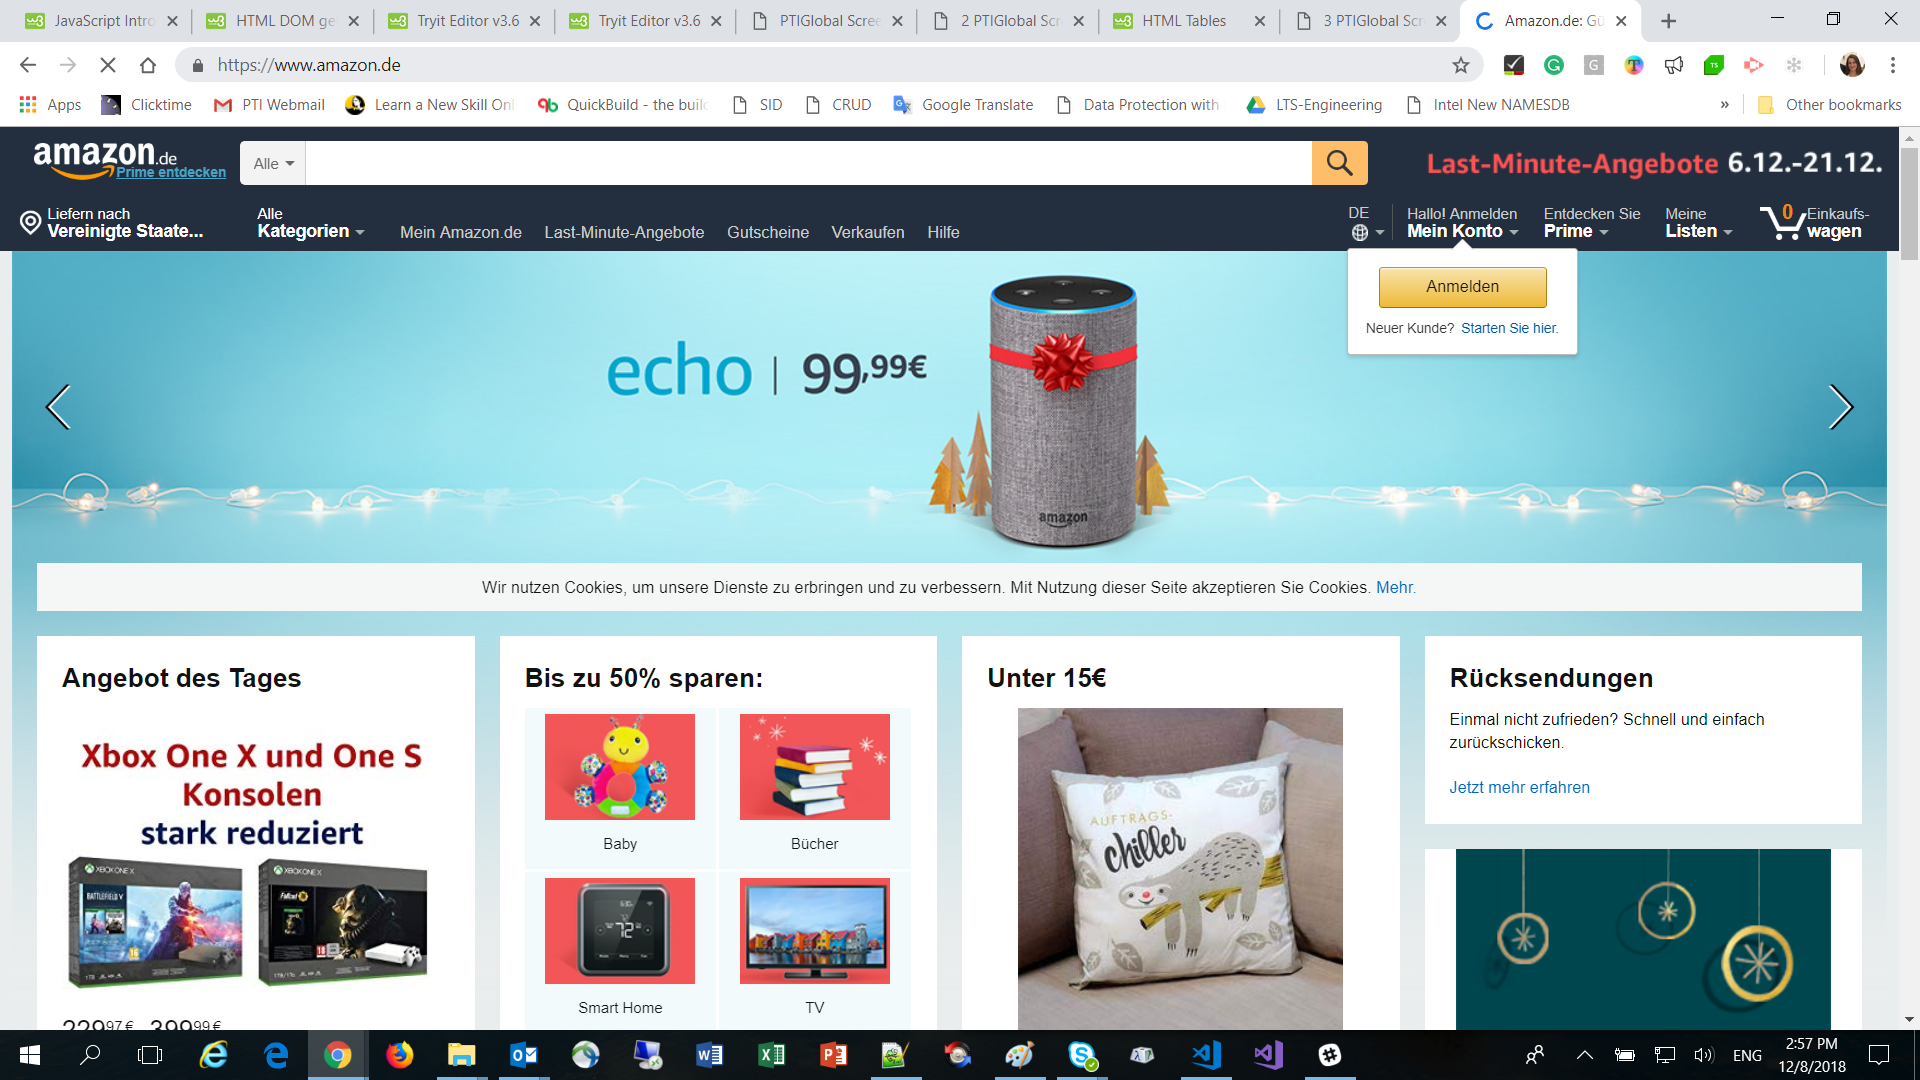 JavaScript Intro
HTML DOM ge
Tryit Editor v3.6
Tryit Editor v3.6
PTIGlobal Scree
2 PTIGlobal Scr
HTML Tables
3 PTIGlobal Scr
Amazon.de: Gü
https://www.amazon.de
Apps
Clicktime
PTI Webmail
Learn a New Skill Onl
QuickBuild - the build
SID
CRUD
Google Translate
Data Protection with
LTS-Engineering
Intel New NAMESDB
»
Other bookmarks
amazon.de
Prime entdecken
Alle
Last-Minute-Angebote 6.12.-21.12.
Liefern nach
Vereinigte Staate...
Alle
Kategorien
Mein Amazon.de
Last-Minute-Angebote
Gutscheine
Verkaufen
Hilfe
DE
Hallo! Anmelden
Mein Konto
Entdecken Sie
Prime
Meine
Listen
0
Einkaufs-
wagen
Anmelden
Neuer Kunde? Starten Sie hier.
echo | 99,99€
amazon
Wir nutzen Cookies, um unsere Dienste zu erbringen und zu verbessern. Mit Nutzung dieser Seite akzeptieren Sie Cookies. Mehr.
Angebot des Tages
Xbox One X und One S
Konsolen
stark reduziert
XBOX ONE X
BATTLEFIELD V
XBOX ONE X
Fallout
229,97 € - 399,99 €
Bis zu 50% sparen:
Baby
Bücher
72
Smart Home
TV
Unter 15€
AUFTRAGS-
chiller
Rücksendungen
Einmal nicht zufrieden? Schnell und einfach
zurückschicken.
Jetzt mehr erfahren
ENG
2:57 PM
12/8/2018